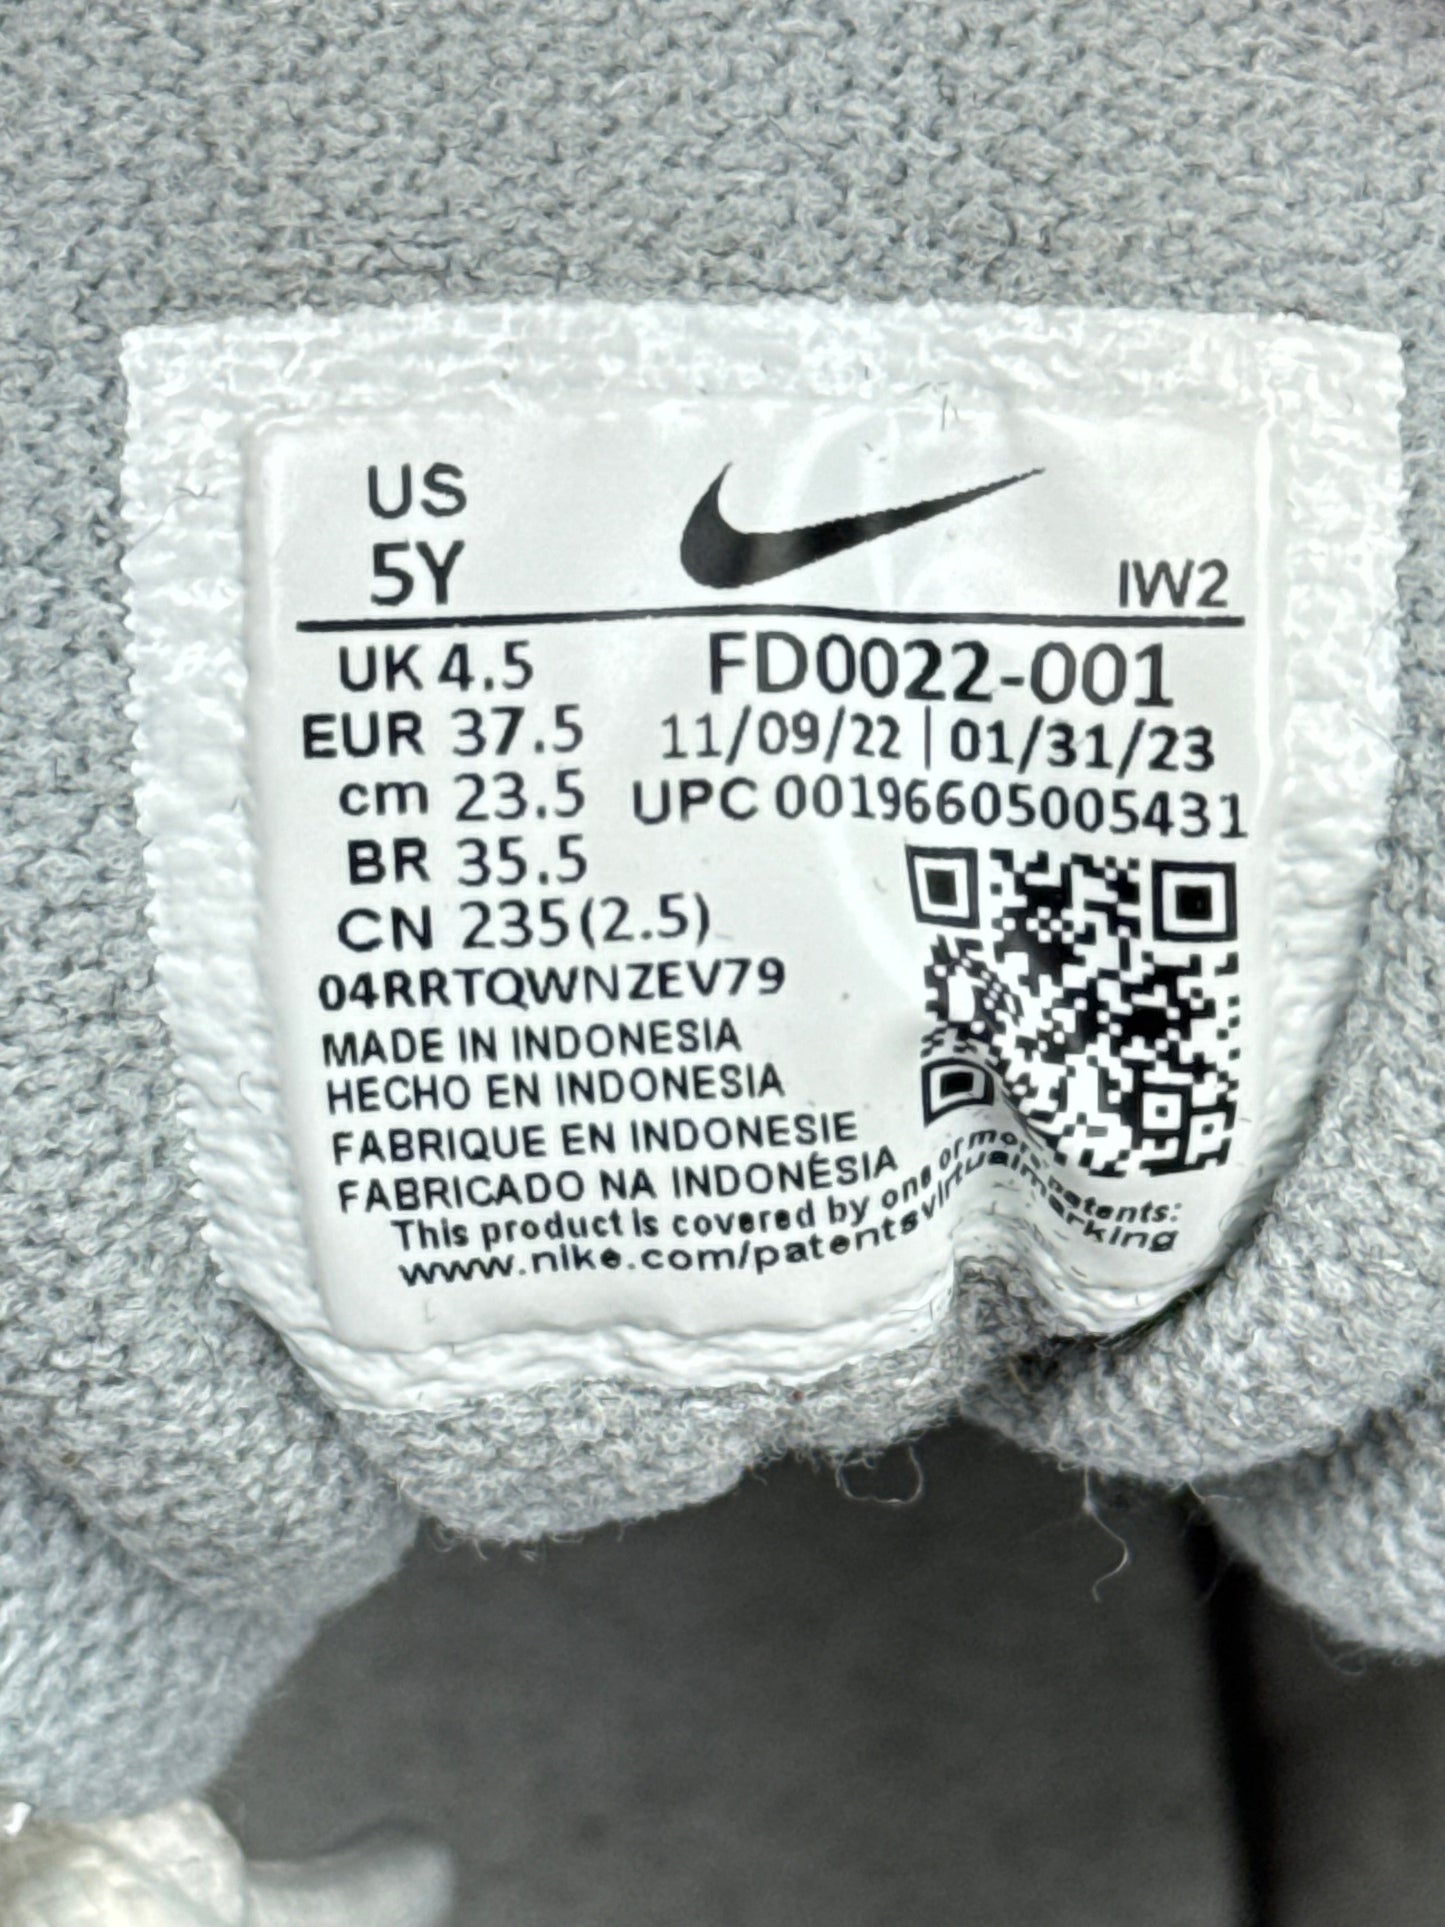 US
5Y
IW2
UK 4.5
FD0022-001
EUR 37.5
11/09/22 | 01/31/23
cm 23.5
UPC 00196605005431
BR 35.5
CN 235(2.5)
04RRTQWNZEV79
MADE IN INDONESIA
HECHO EN INDONESIA
FABRIQUE EN INDONESIE
FABRICADO NA INDONÉSIA
This product is covered by one or more patents:
www.nike.com/patentsvirtualmarking